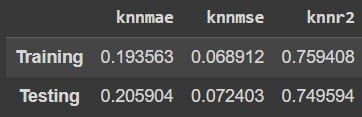 knnmae knnmse knnr2
Training 0.193563 0.068912 0.759408
Testing 0.205904 0.072403 0.749594